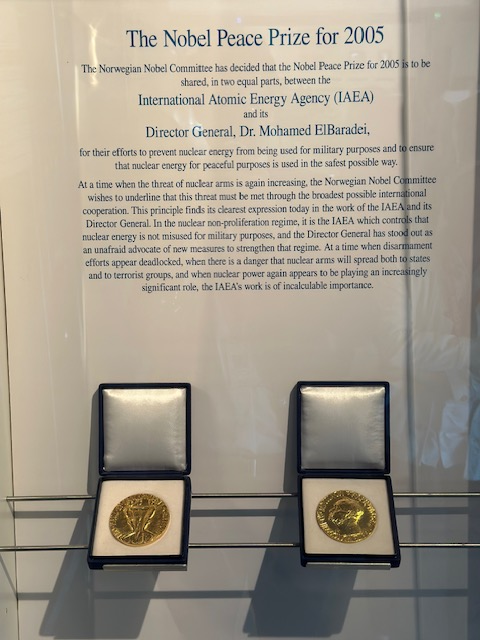 The Nobel Peace Prize for 2005
The Norwegian Nobel Committee has decided that the Nobel Peace Prize for 2005 is to be
shared, in two equal parts, between the
International Atomic Energy Agency (IAEA)
and its
Director General, Dr. Mohamed ElBaradei,
for their efforts to prevent nuclear energy from being used for military purposes and to ensure
that nuclear energy for peaceful purposes is used in the safest possible way.
At a time when the threat of nuclear arms is again increasing, the Norwegian Nobel Committee
wishes to underline that this threat must be met through the broadest possible international
cooperation. This principle finds its clearest expression today in the work of the IAEA and its
Director General. In the nuclear non-proliferation regime, it is the IAEA which controls that
nuclear energy is not misused for military purposes, and the Director General has stood out as
an unafraid advocate of new measures to strengthen that regime. At a time when disarmament
efforts appear deadlocked, when there is a danger that nuclear arms will spread both to states
and to terrorist groups, and when nuclear power again appears to be playing an increasingly
significant role, the IAEA's work is of incalculable importance.